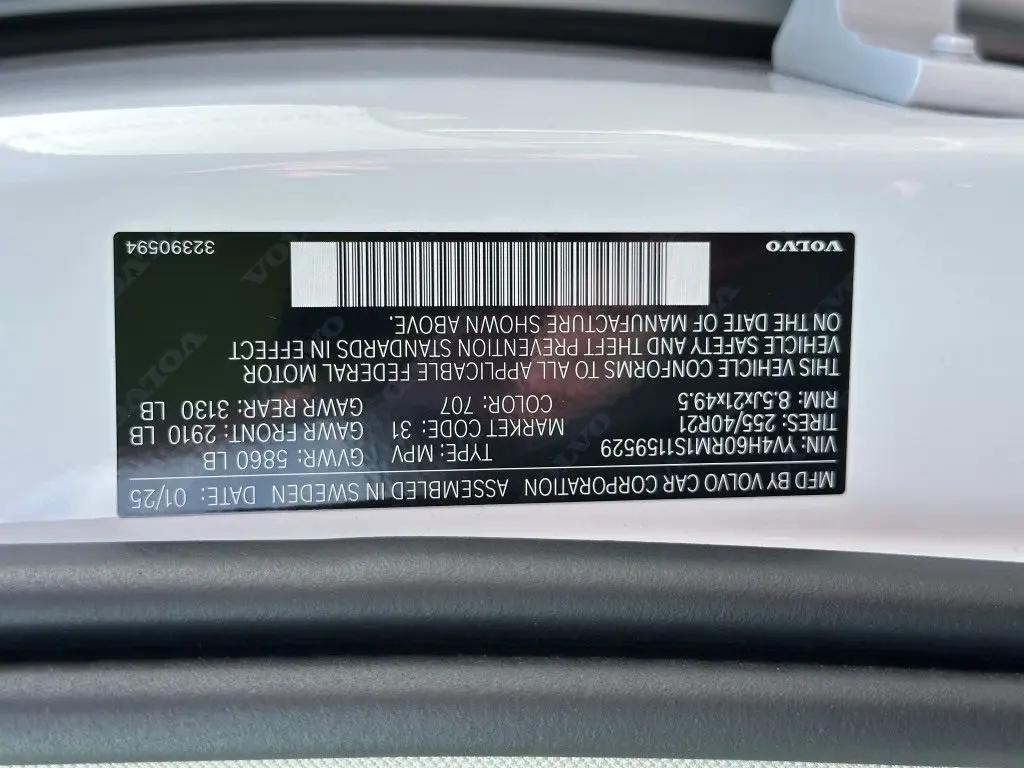 MFD BY VOLVO CAR CORPORATION ASSEMBLED IN SWEDEN DATE: 01/25
VIN: YV4H60RM1S1159529 TYPE: MPV GVWR: 5860 LB
TIRES: 255/40R21 MARKET CODE: 31 GAWR FRONT: 2910 LB
RIM: 8.5Jx21x49.5 COLOR: 707 GAWR REAR: 3130 LB
THIS VEHICLE CONFORMS TO ALL APPLICABLE FEDERAL MOTOR
VEHICLE SAFETY AND THEFT PREVENTION STANDARDS IN EFFECT
ON THE DATE OF MANUFACTURE SHOWN ABOVE.
VOLVO 32390594